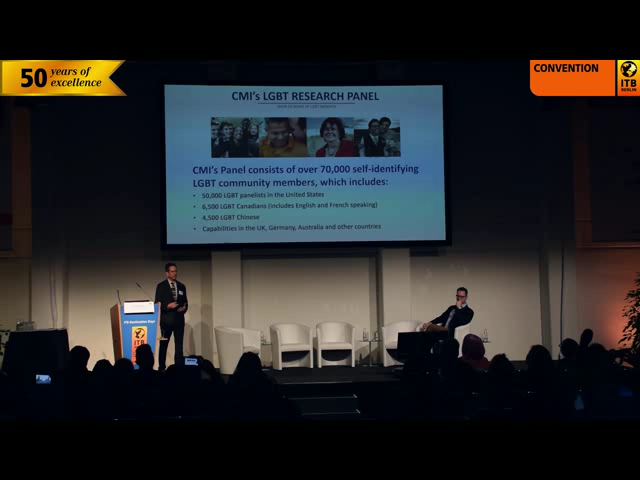 50 years of
excellence
CONVENTION
ITB
BERLIN
CMI's LGBT RESEARCH PANEL
CMI's Panel consists of over 70,000 self-identifying
LGBT community members, which includes:
• 50,000 LGBT panelists in the United States
• 6,500 LGBT Canadians (includes English and French speaking)
• 4,500 LGBT Chinese
• Capabilities in the UK, Germany, Australia and other countries
ITB